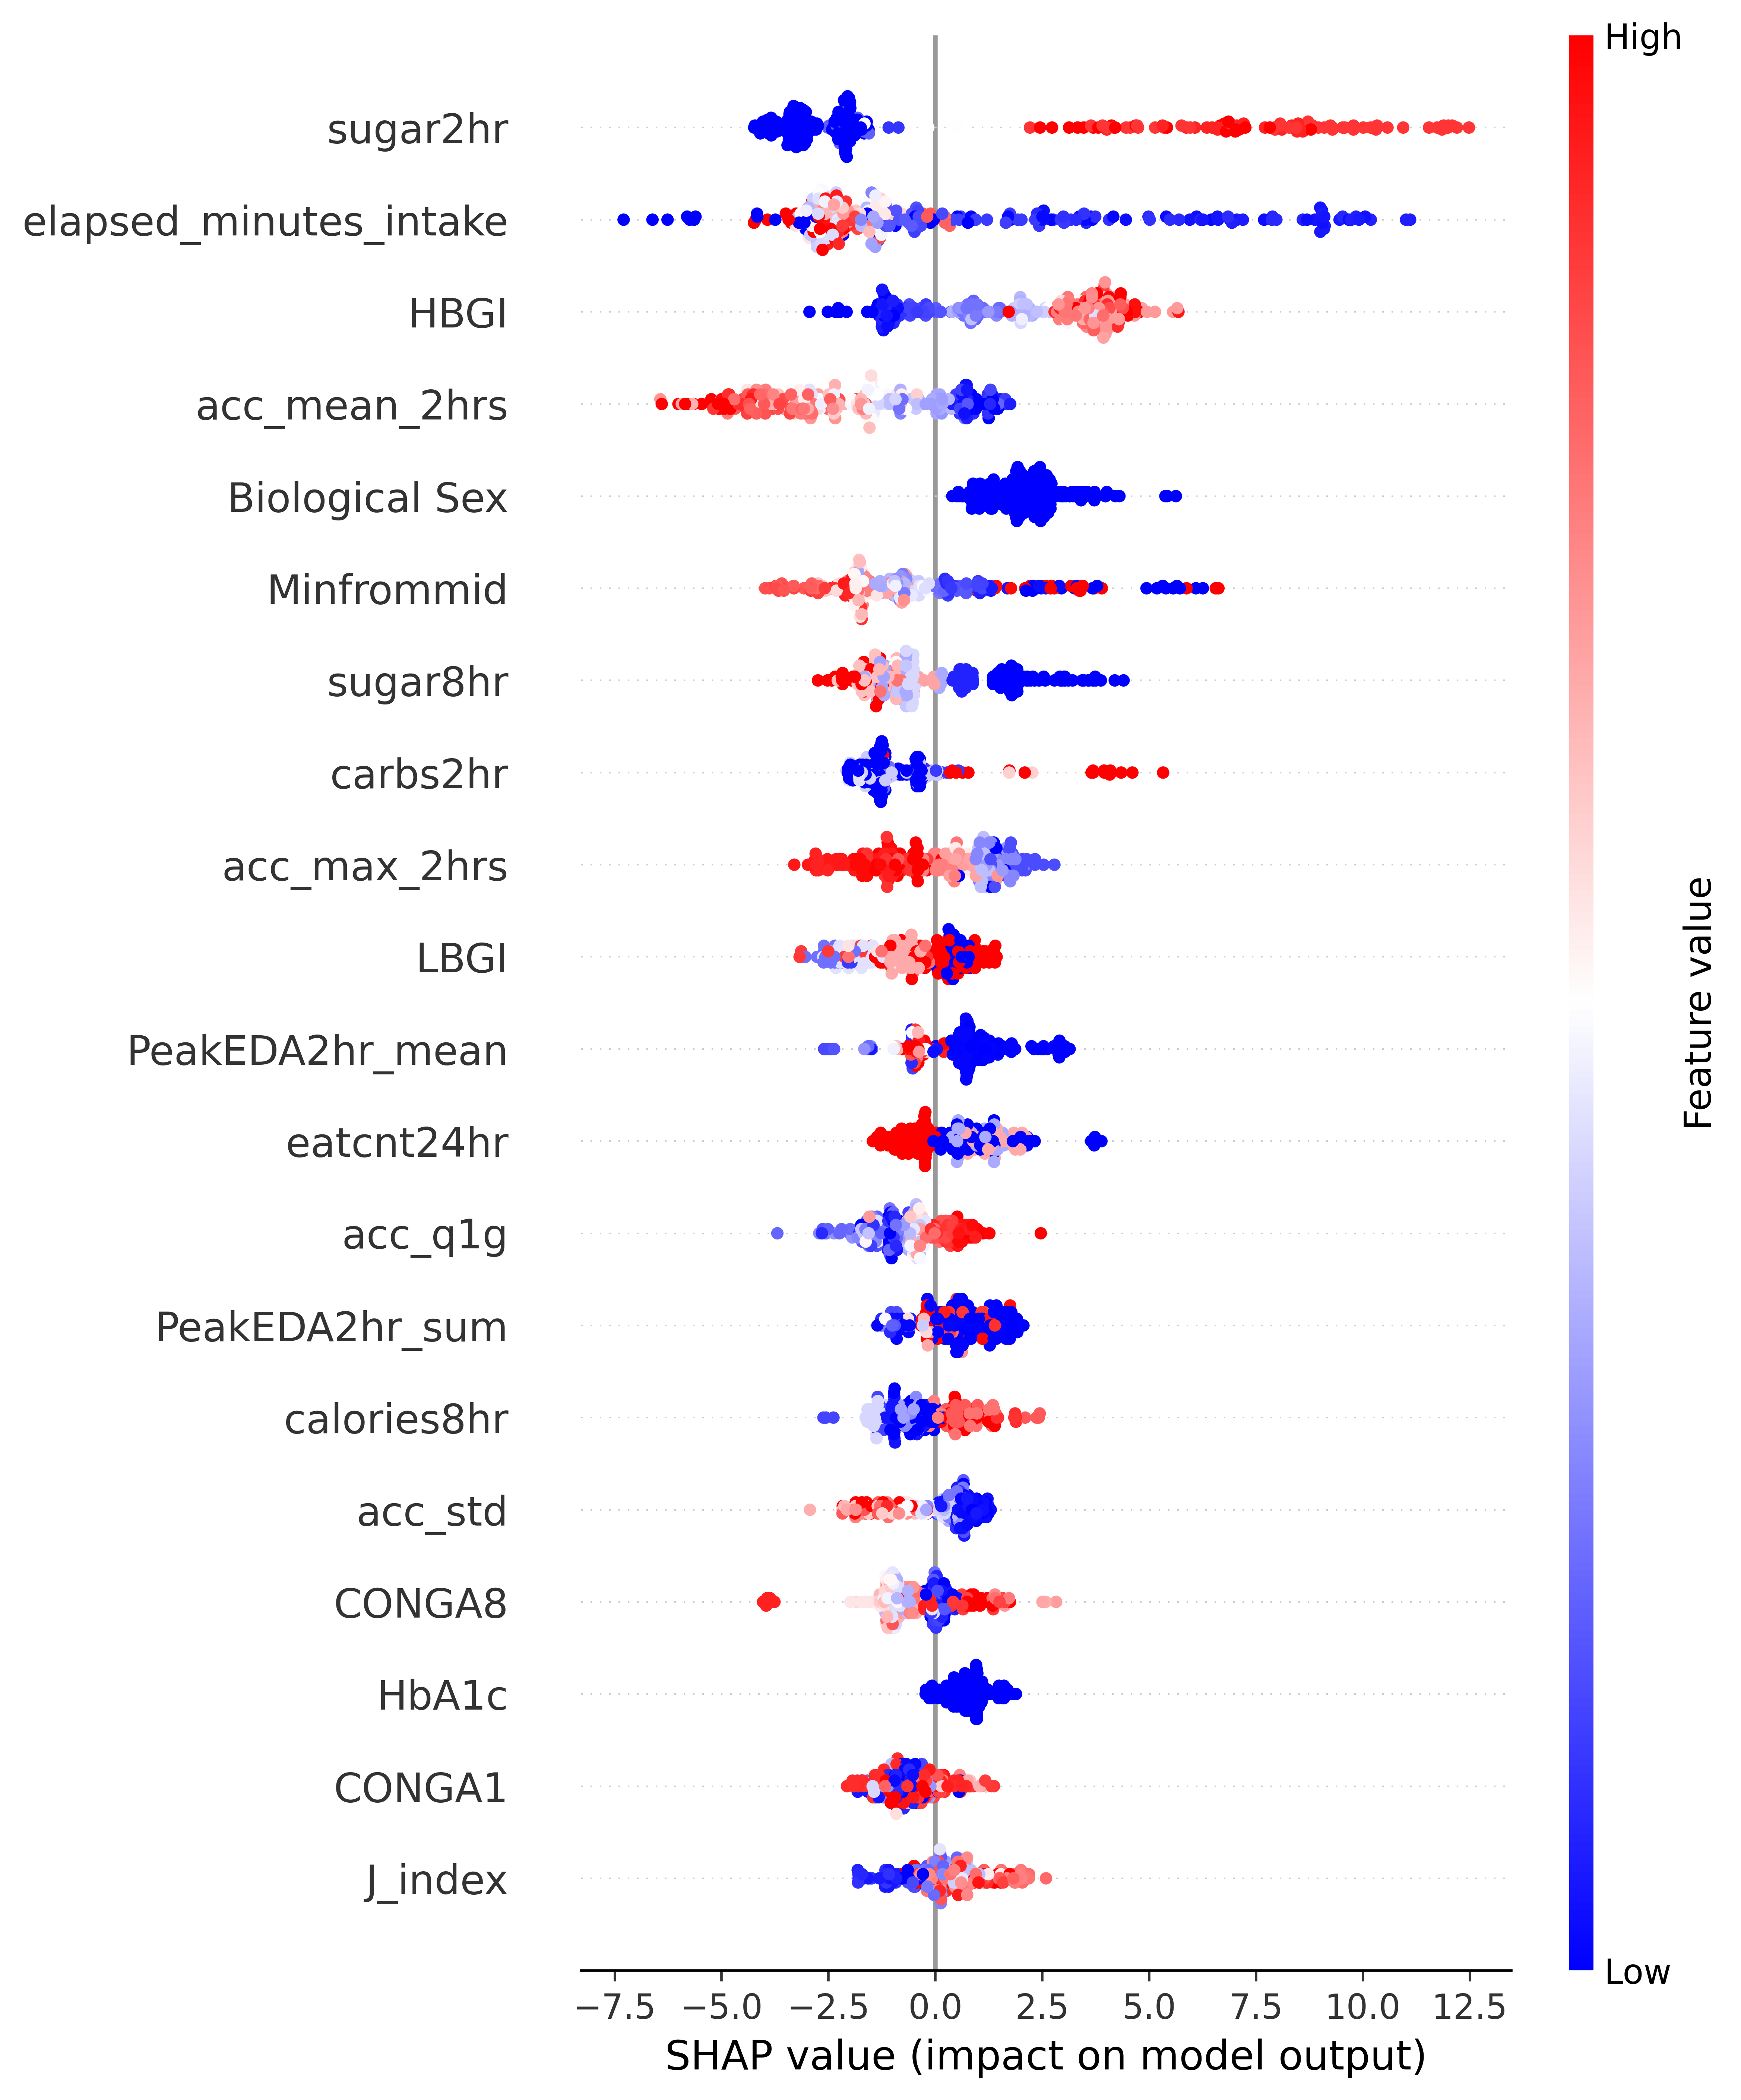 High
sugar2hr
elapsed_minutes_intake
HBGI
acc_mean_2hrs
Biological Sex
Minfrommid
sugar8hr
carbs2hr
acc_max_2hrs
LBGI
PeakEDA2hr_mean
eatcnt24hr
acc_q1g
PeakEDA2hr_sum
calories8hr
acc_std
CONGA8
HbA1c
CONGA1
J_index
Feature value
Low
−7.5 −5.0 −2.5 0.0 2.5 5.0 7.5 10.0 12.5
SHAP value (impact on model output)